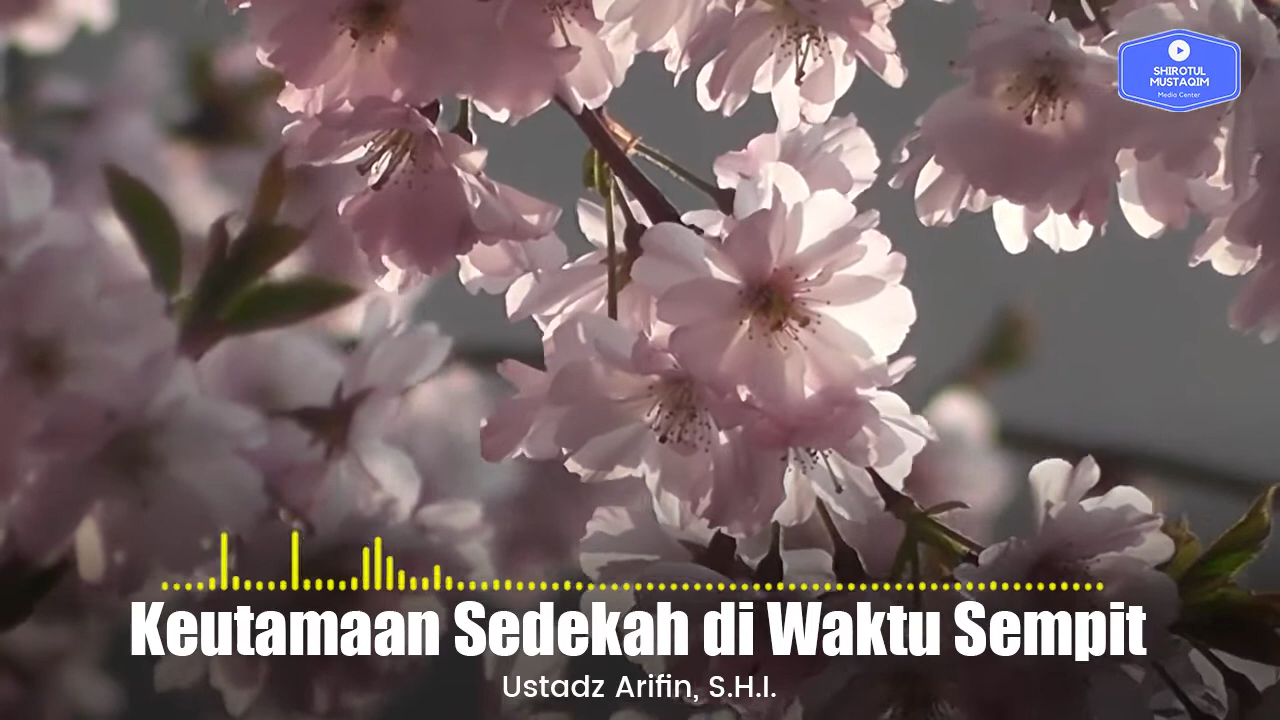 SHIROTUL
MUSTAQIM
Media Center
Keutamaan Sedekah di Waktu Sempit
Ustadz Arifin, S.H.I.